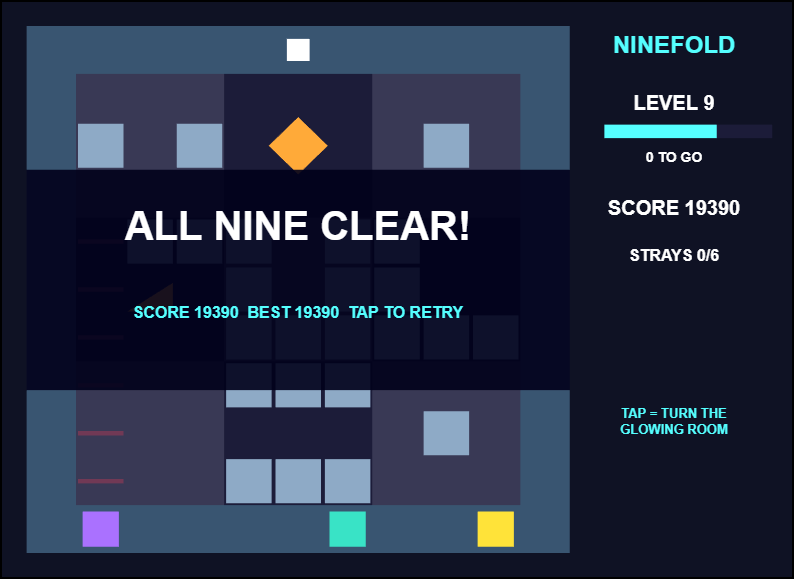 NINEFOLD
LEVEL 9
0 TO GO
SCORE 19390
STRAYS 0/6
ALL NINE CLEAR!
SCORE 19390  BEST 19390  TAP TO RETRY
TAP = TURN THE
GLOWING ROOM